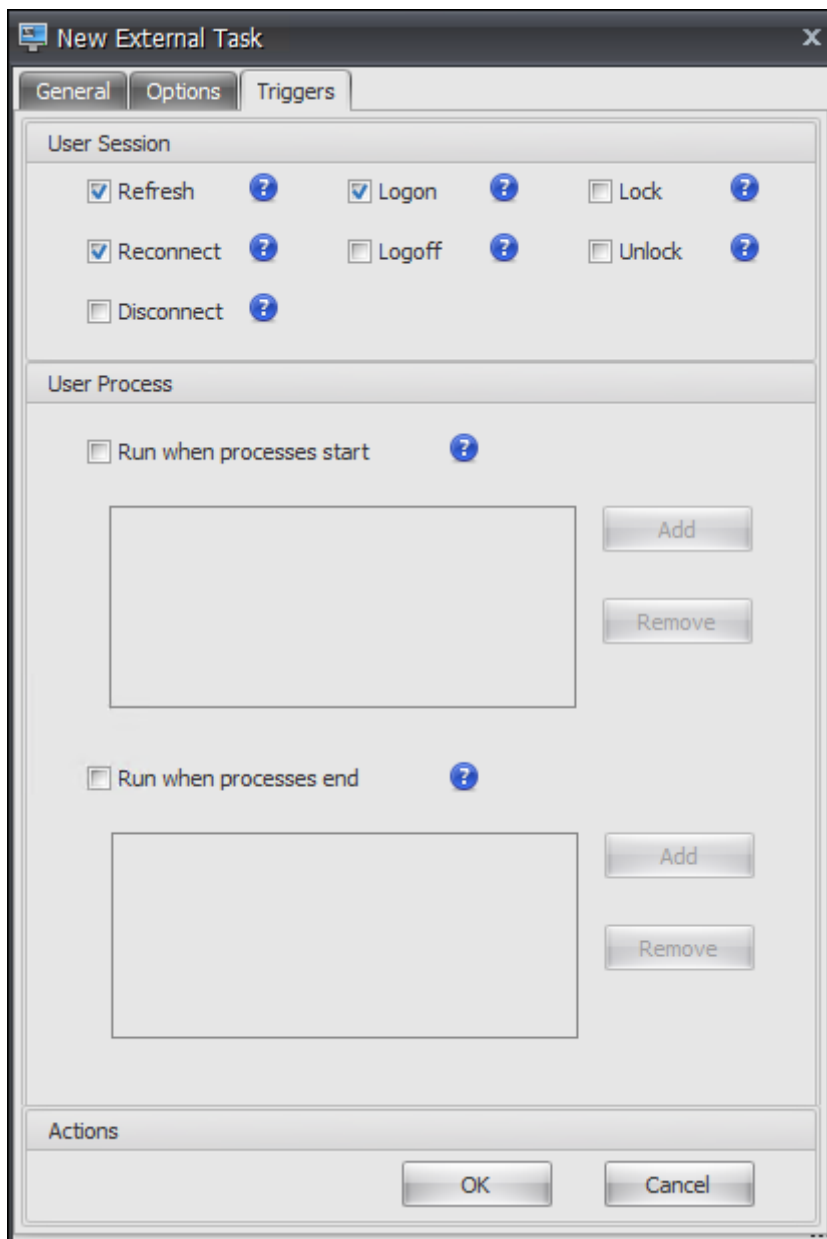 New External Task
General Options Triggers
User Session
Refresh ? Logon ? Lock ?
Reconnect ? Logoff ? Unlock ?
Disconnect ?
User Process
Run when processes start ?
Add
Remove
Run when processes end ?
Add
Remove
Actions
OK Cancel